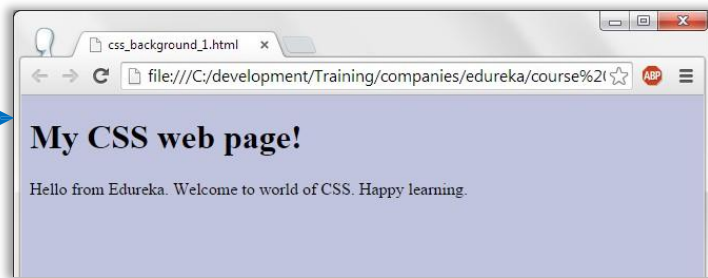 css_background_1.html
file:///C:/development/Training/companies/edureka/course%20
ABP
My CSS web page!
Hello from Edureka. Welcome to world of CSS. Happy learning.